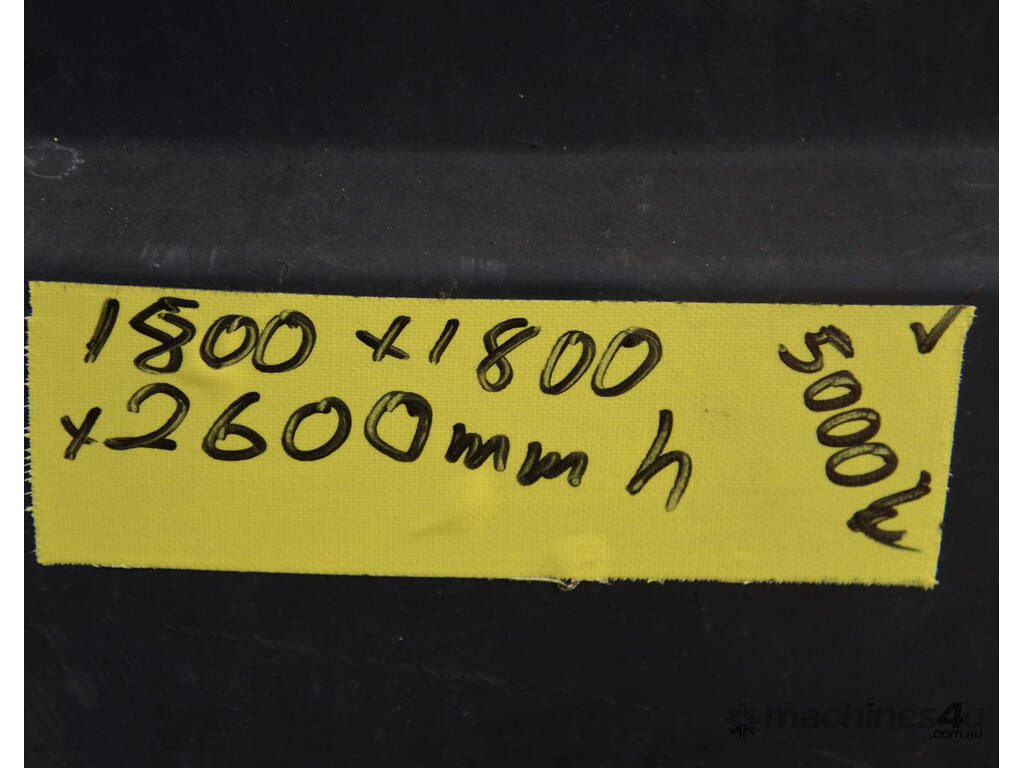 1800 x 1800
x 2600mm h
5000L
machines4u
.com.au